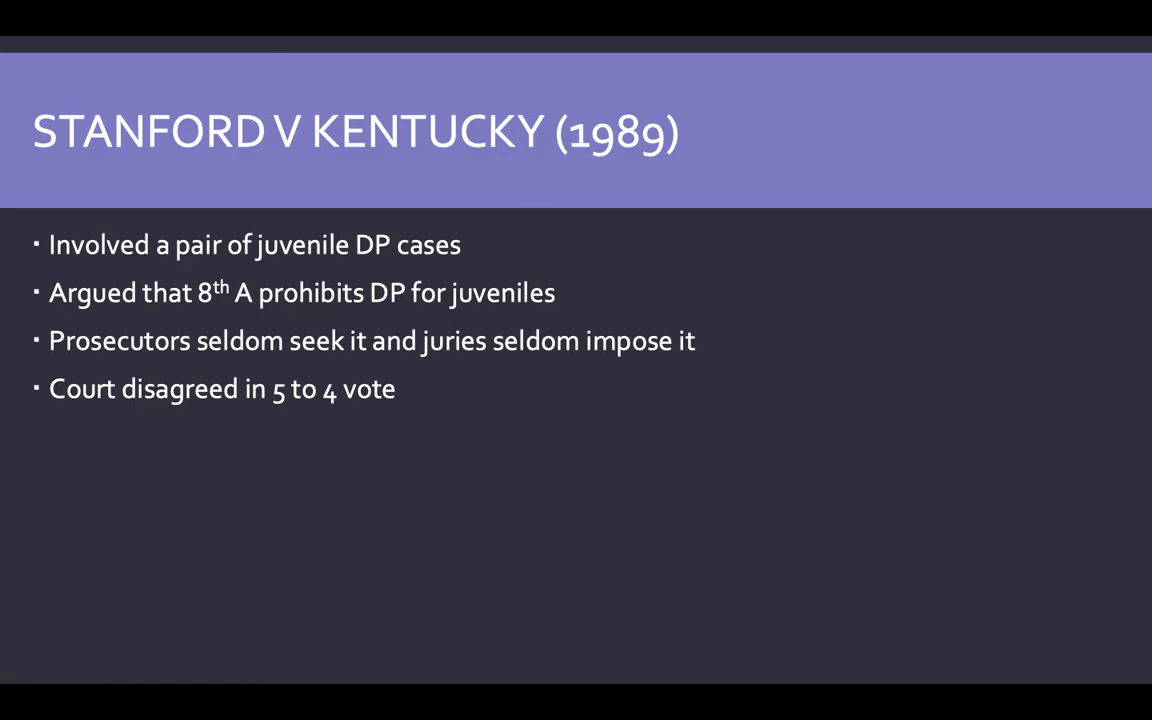 STANFORD V KENTUCKY (1989)
▪ Involved a pair of juvenile DP cases
▪ Argued that 8th A prohibits DP for juveniles
▪ Prosecutors seldom seek it and juries seldom impose it
▪ Court disagreed in 5 to 4 vote